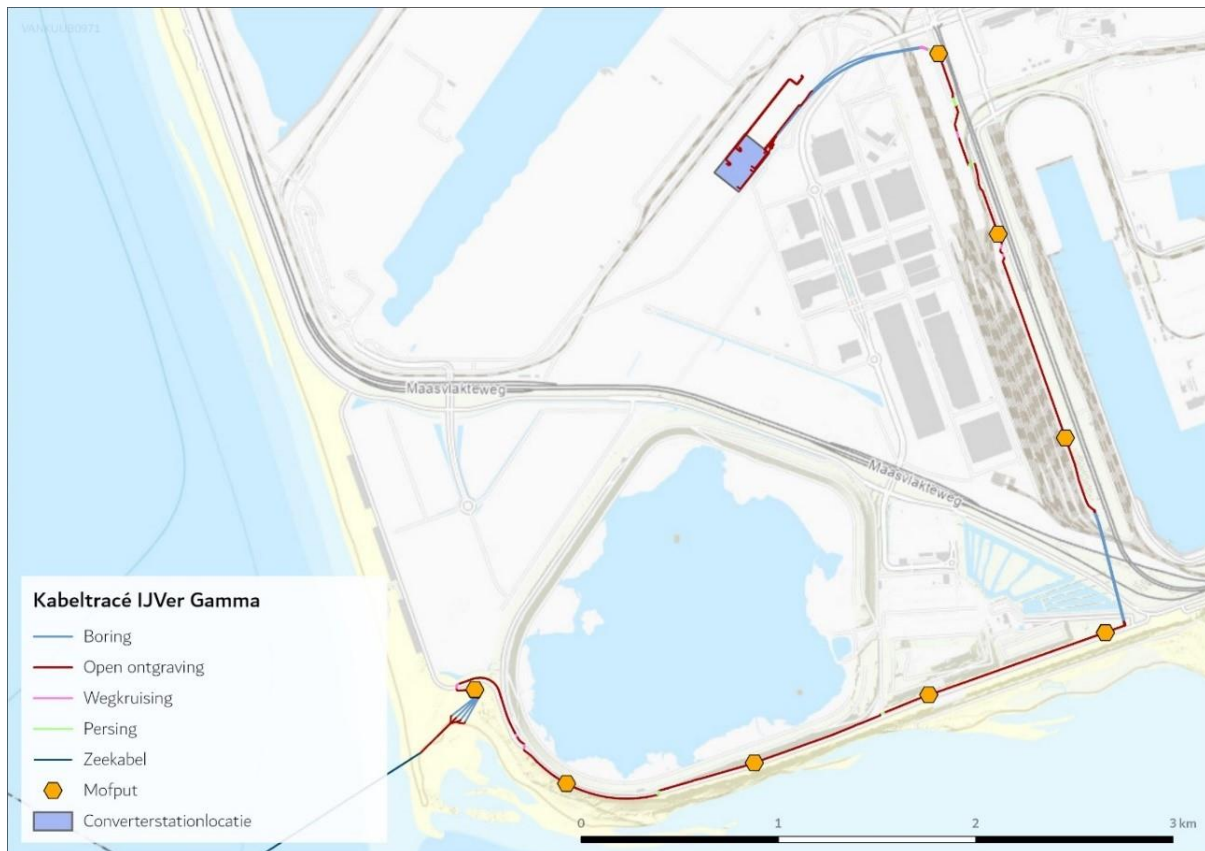 Maasvlakteweg
Maasvlakteweg
Kabeltracé IJVer Gamma
Boring
Open ontgraving
Wegkruising
Persing
Zeekabel
Mofput
Converterstationlocatie
0 1 2 3 km